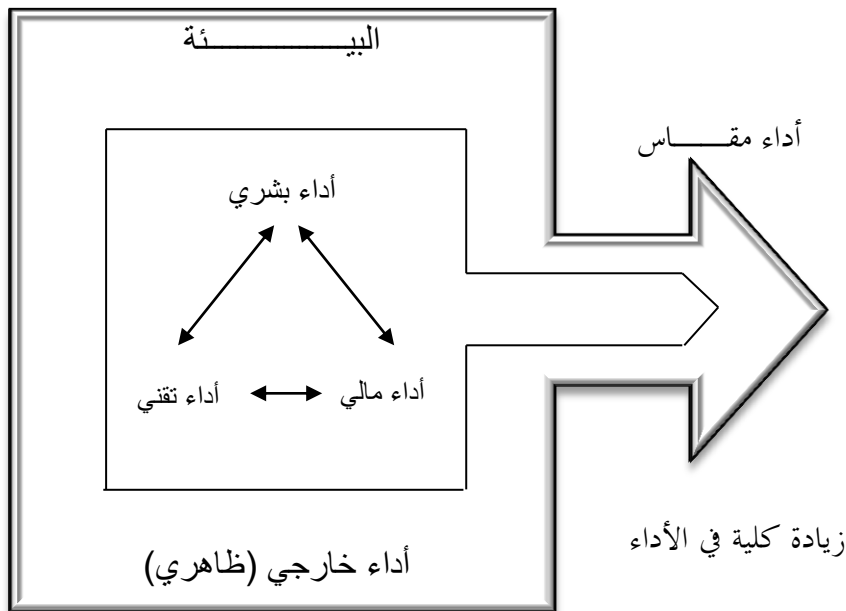 البيــــــــئة
أداء مقـــــاس
أداء بشري
أداء مالي
أداء تقني
زيادة كلية في الأداء
أداء خارجي (ظاهري)